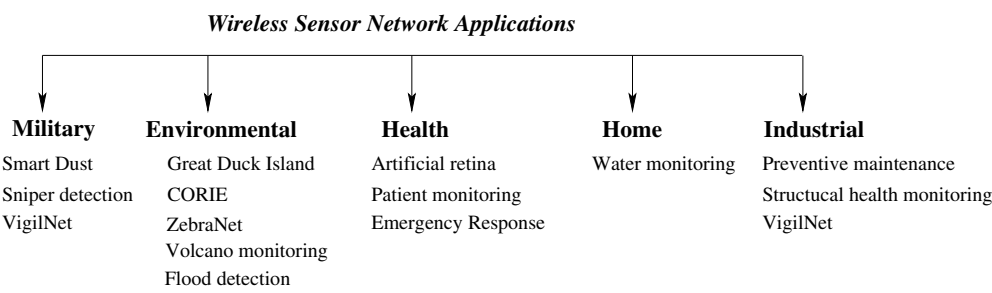 Wireless Sensor Network Applications
Military
Environmental
Health
Home
Industrial
Smart Dust
Sniper detection
VigilNet
Great Duck Island
CORIE
ZebraNet
Volcano monitoring
Flood detection
Artificial retina
Patient monitoring
Emergency Response
Water monitoring
Preventive maintenance
Structucal health monitoring
VigilNet